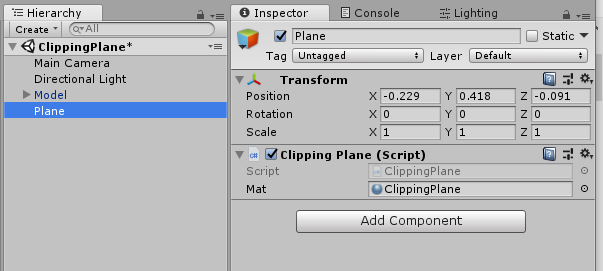 Hierarchy
Create All
ClippingPlane*
Main Camera
Directional Light
Model
Plane
Inspector Console Lighting
Plane Static
Tag Untagged Layer Default
Transform
Position X -0.229 Y 0.418 Z -0.091
Rotation X 0 Y 0 Z 0
Scale X 1 Y 1 Z 1
c# Clipping Plane (Script)
Script ClippingPlane
Mat ClippingPlane
Add Component